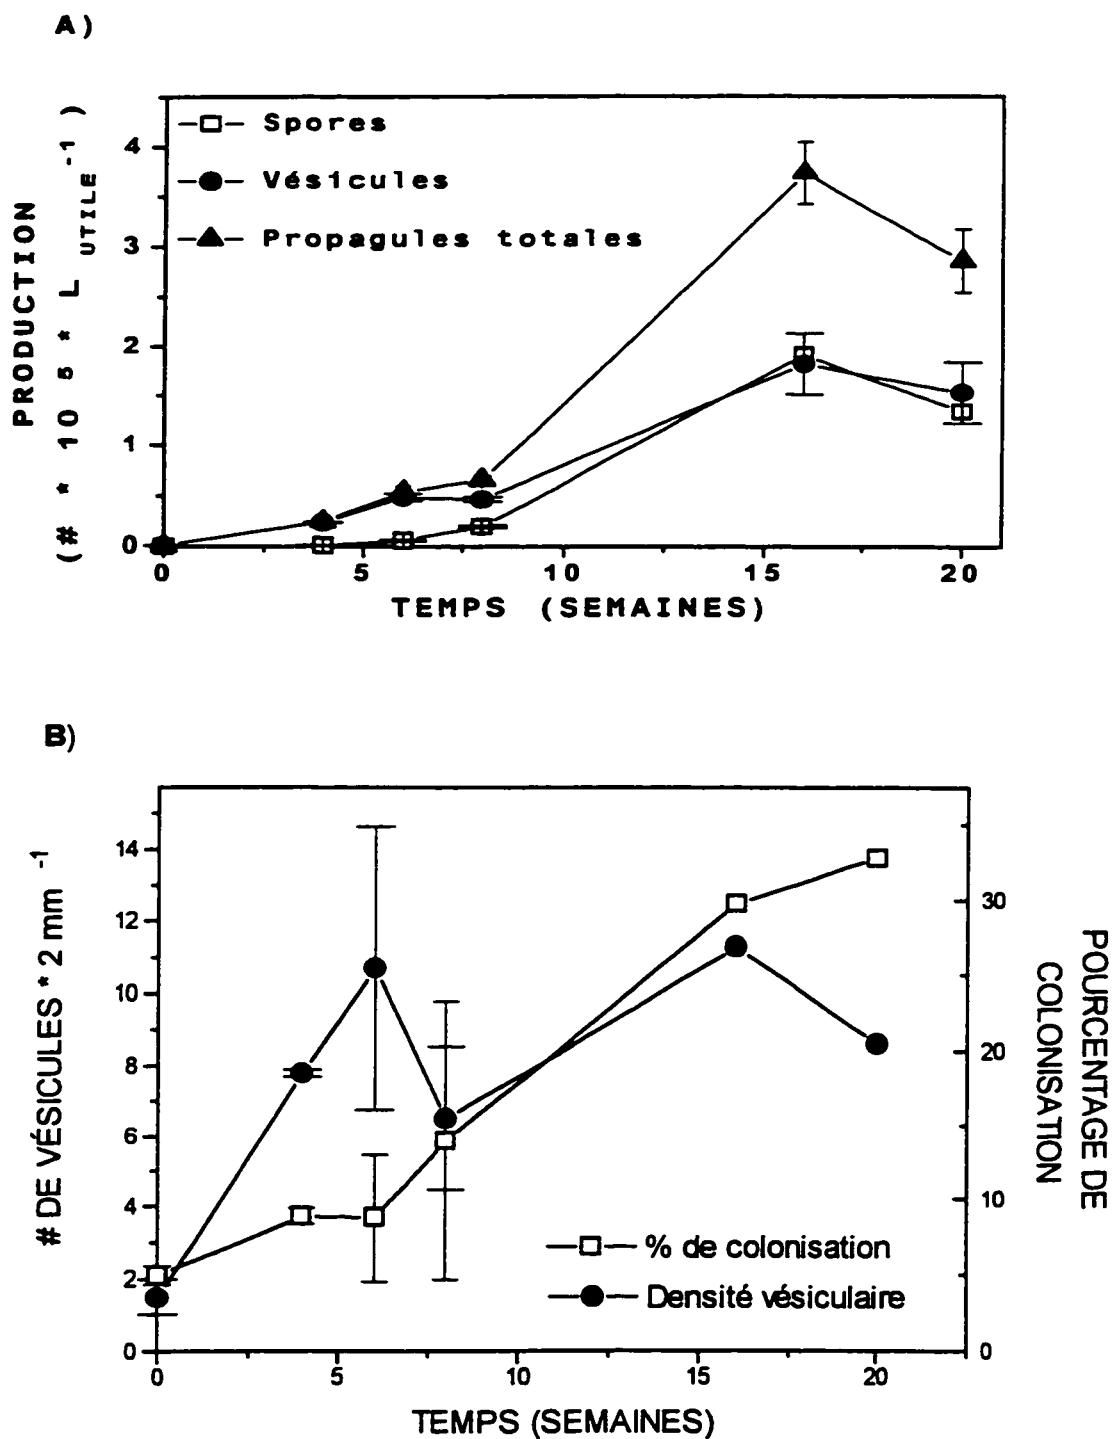 A)
Spores
Vésicules
Propagules totales
PRODUCTION
(# * 10 5 * L UTILE -1 )
4
3
2
1
0
0 5 10 15 20
TEMPS (SEMAINES)
B)
# DE VÉSICULES * 2 mm -1
14
12
10
8
6
4
2
0
30
20
10
0
POURCENTAGE DE
COLONISATION
% de colonisation
Densité vésiculaire
0 5 10 15 20
TEMPS (SEMAINES)